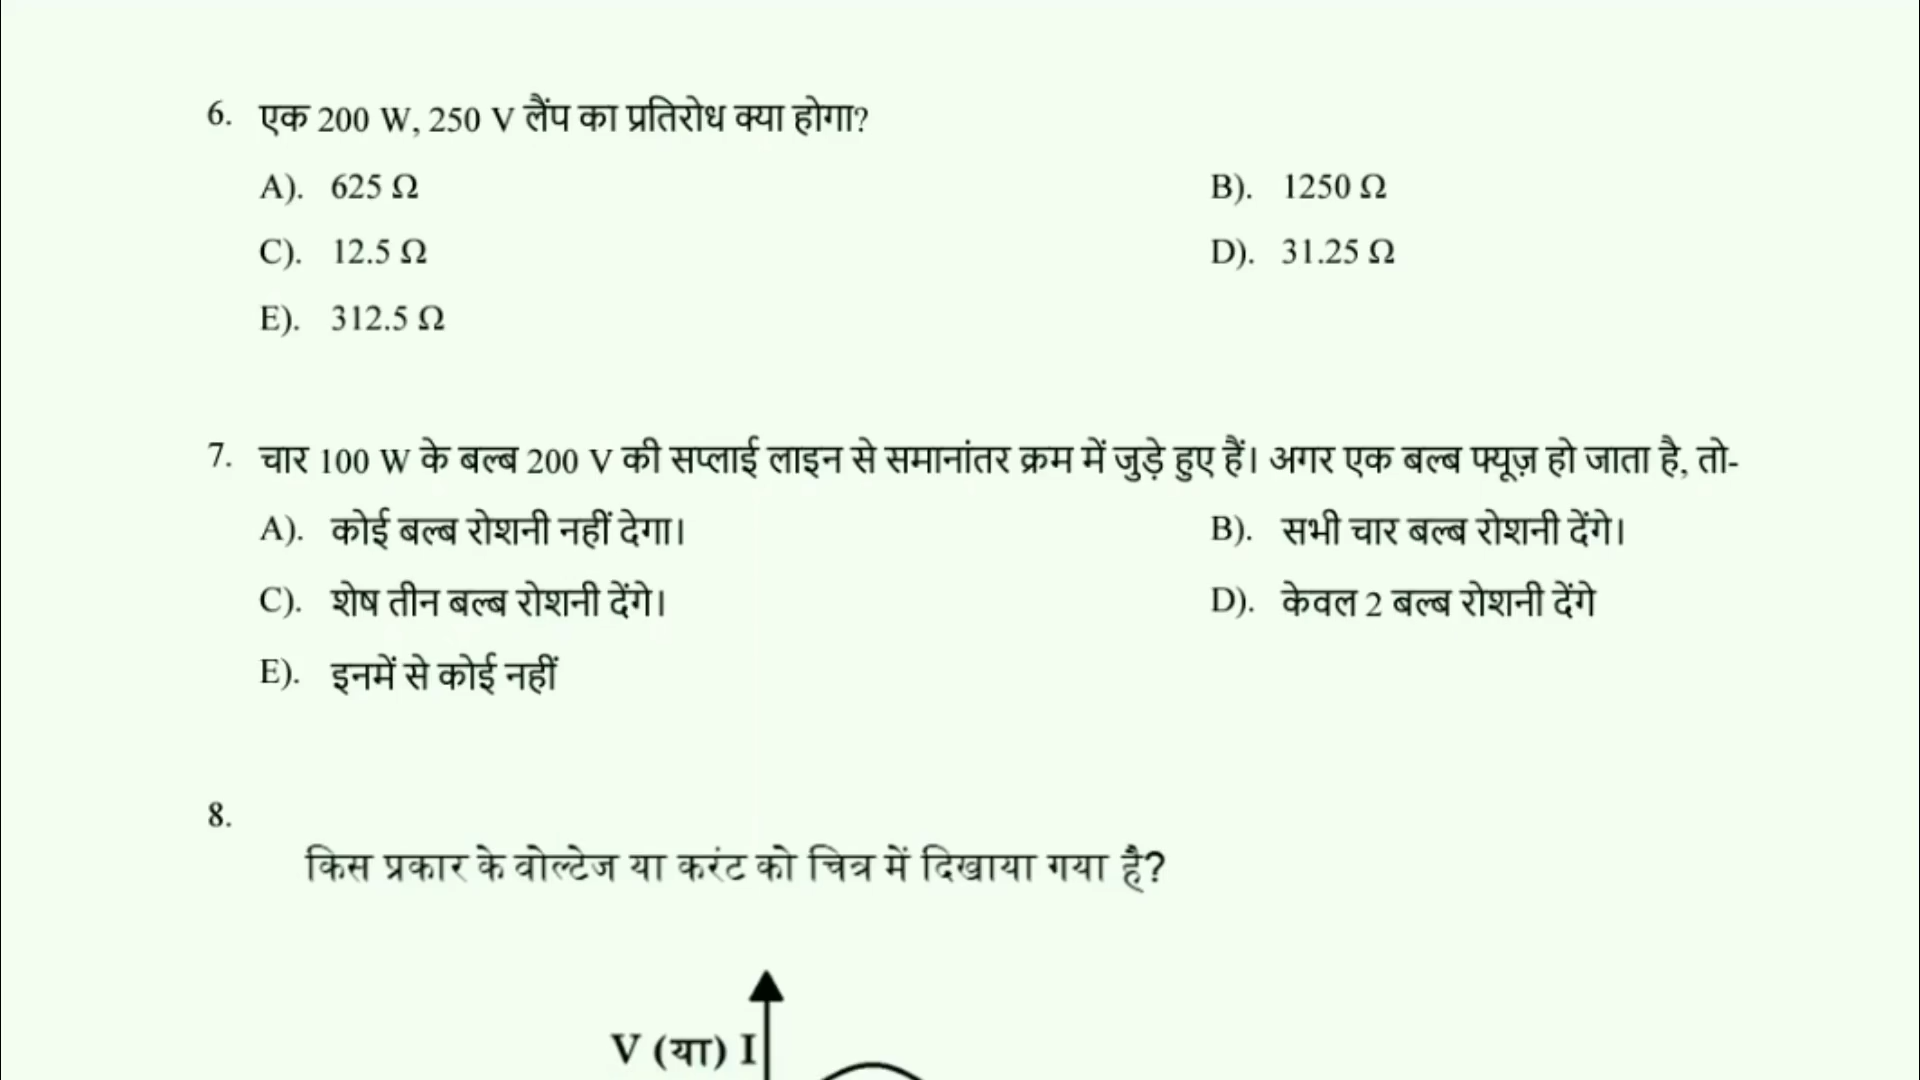 6. एक 200 W, 250 V लैंप का प्रतिरोध क्या होगा?
A). 625 Ω B). 1250 Ω
C). 12.5 Ω D). 31.25 Ω
E). 312.5 Ω
7. चार 100 W के बल्ब 200 V की सप्लाई लाइन से समानांतर क्रम में जुड़े हुए हैं। अगर एक बल्ब फ्यूज़ हो जाता है, तो-
A). कोई बल्ब रोशनी नहीं देगा। B). सभी चार बल्ब रोशनी देंगे।
C). शेष तीन बल्ब रोशनी देंगे। D). केवल 2 बल्ब रोशनी देंगे
E). इनमें से कोई नहीं
8.
किस प्रकार के वोल्टेज या करंट को चित्र में दिखाया गया है?
V (या) I